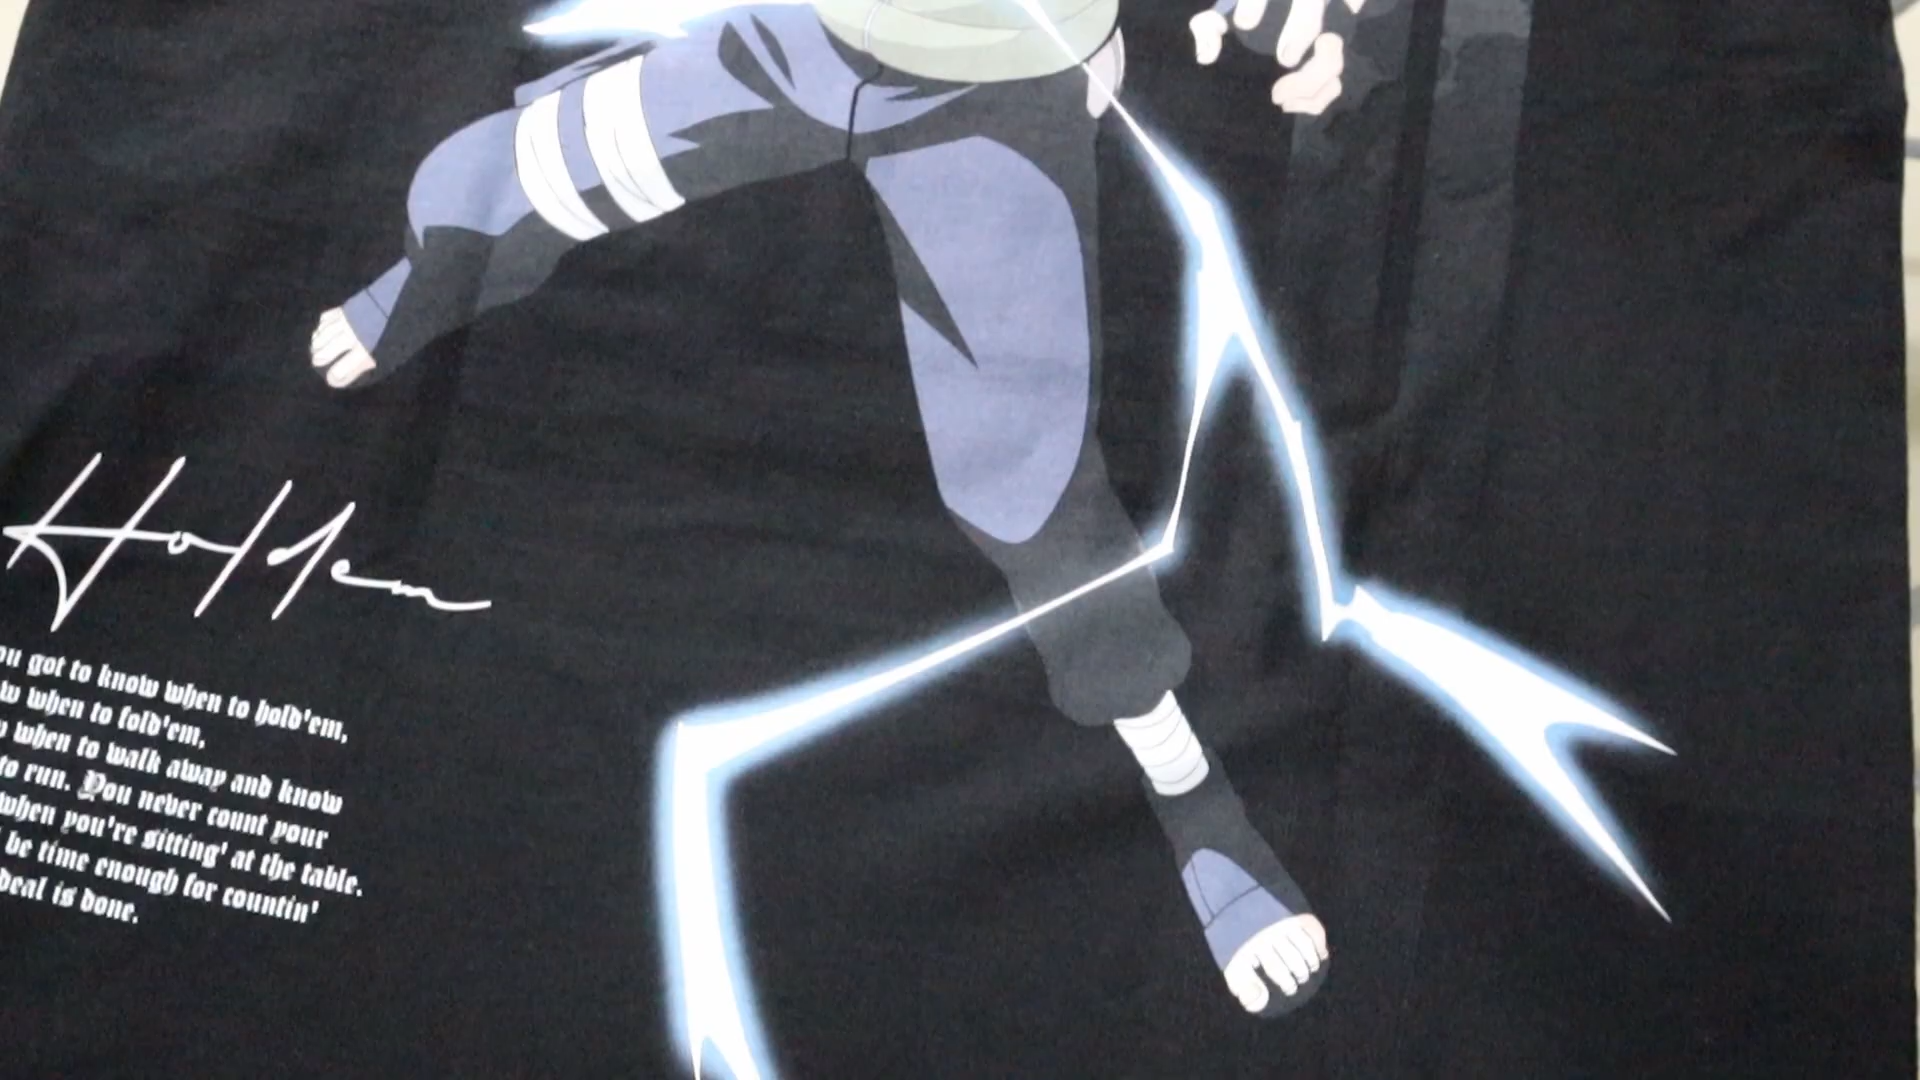 Holdem
ou got to know when to hold'em,
w when to fold'em,
when to walk away and know
to run. You never count your
when you're sitting' at the table.
be time enough for countin'
deal is done.